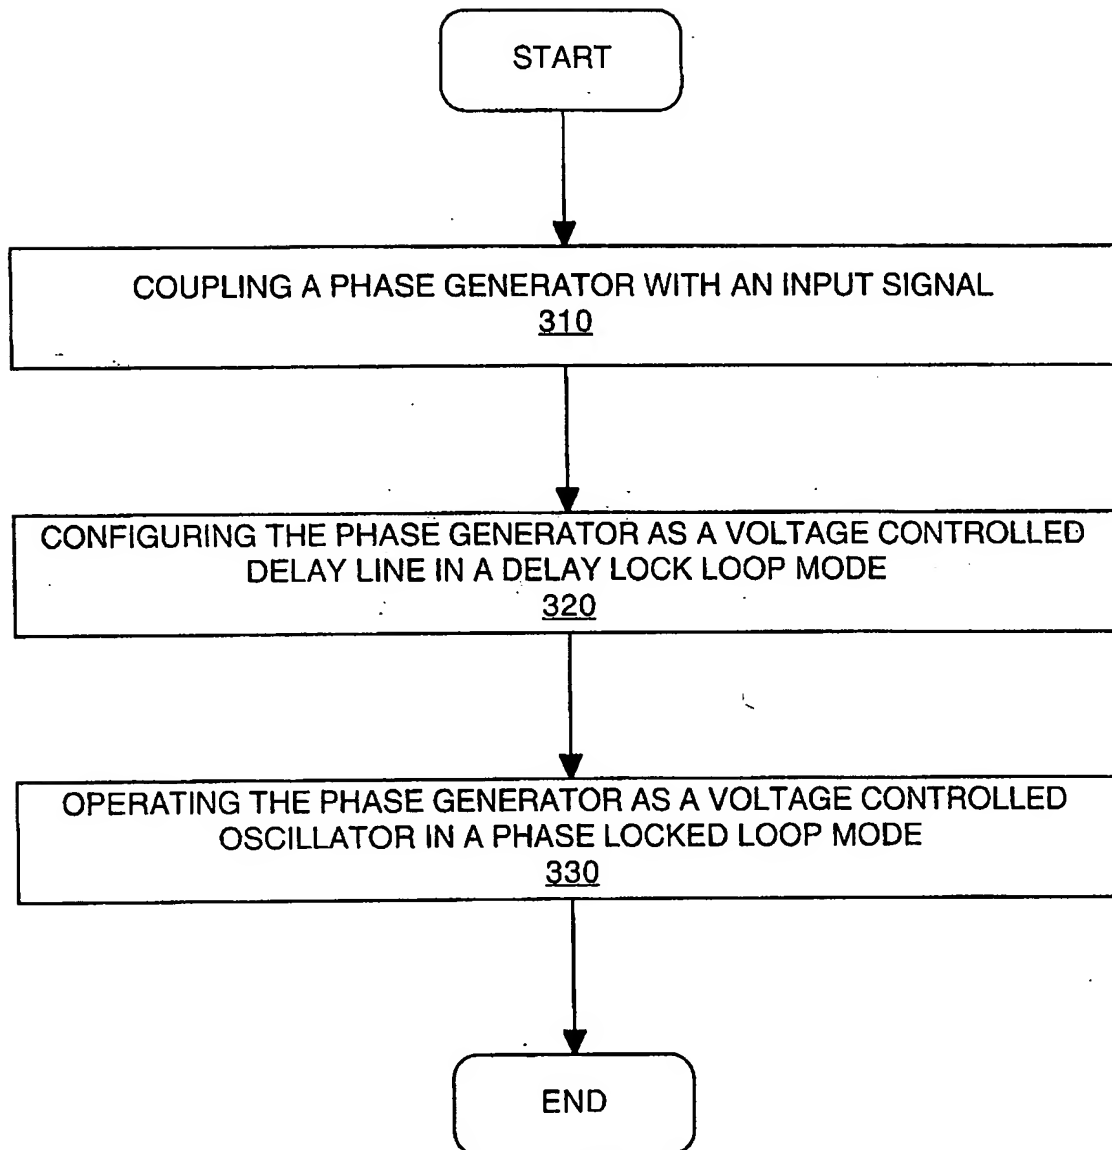 START
COUPLING A PHASE GENERATOR WITH AN INPUT SIGNAL
310
CONFIGURING THE PHASE GENERATOR AS A VOLTAGE CONTROLLED
DELAY LINE IN A DELAY LOCK LOOP MODE
320
OPERATING THE PHASE GENERATOR AS A VOLTAGE CONTROLLED
OSCILLATOR IN A PHASE LOCKED LOOP MODE
330
END